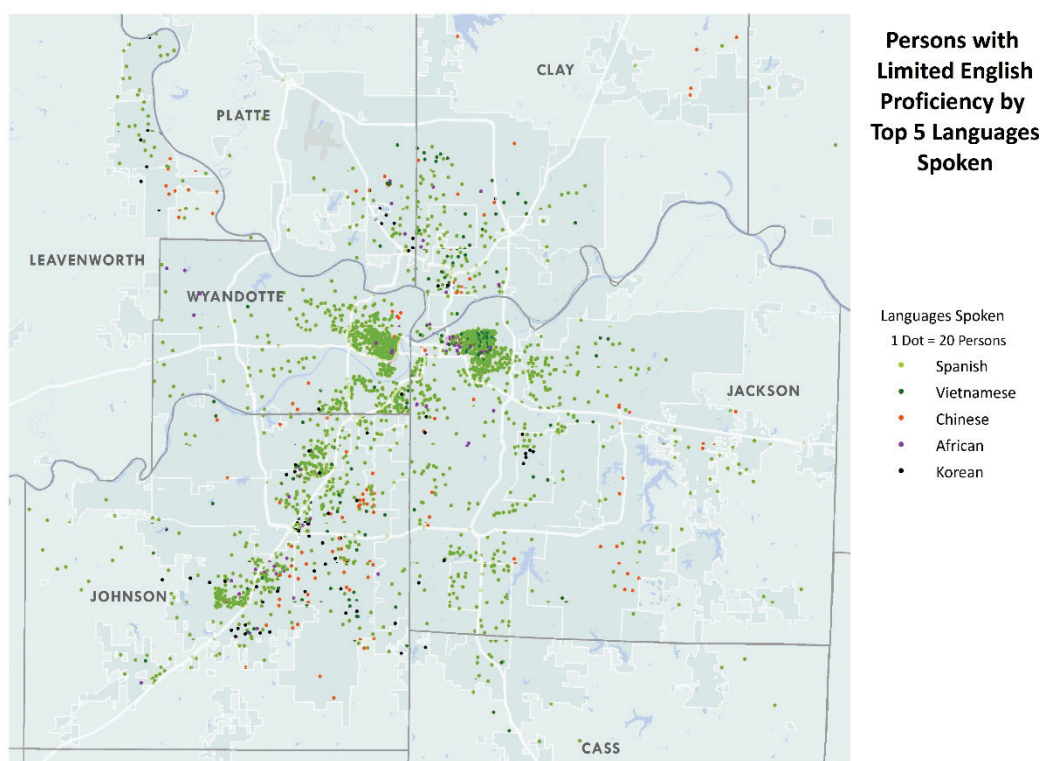 Persons with
Limited English
Proficiency by
Top 5 Languages
Spoken
CLAY
PLATTE
LEAVENWORTH
WYANDOTTE
JACKSON
JOHNSON
CASS
Languages Spoken
1 Dot = 20 Persons
Spanish
Vietnamese
Chinese
African
Korean